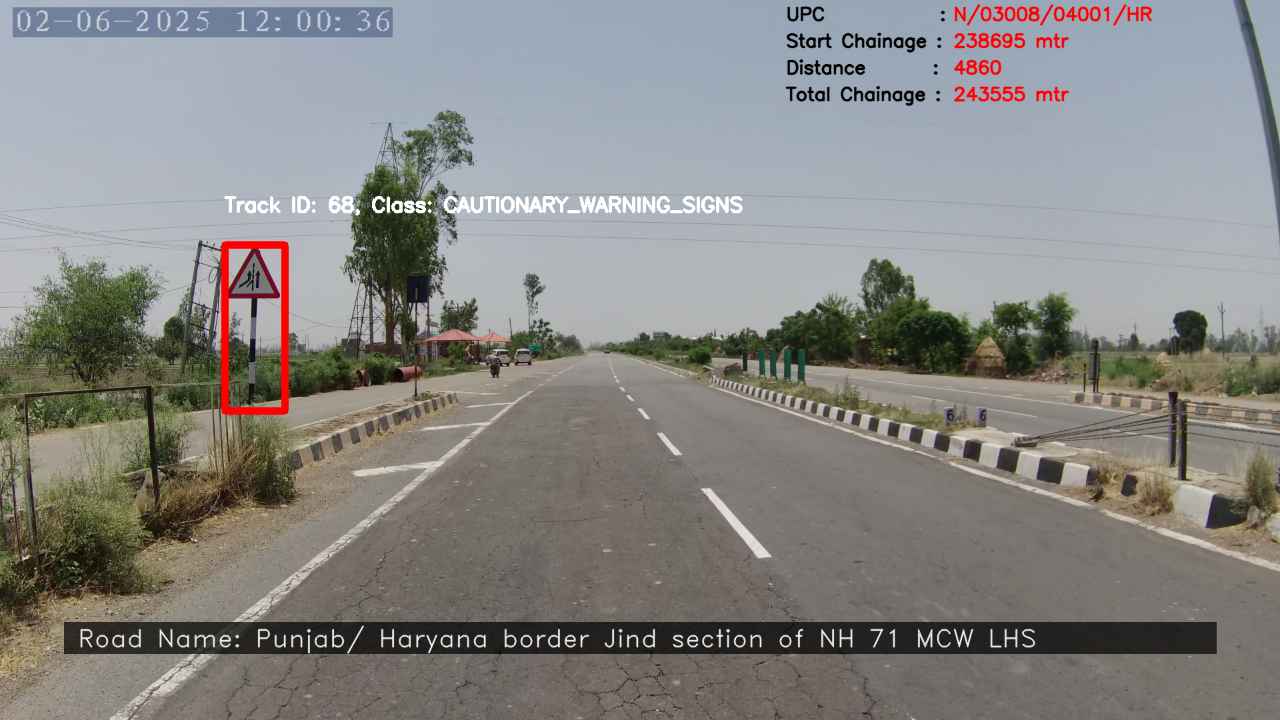 02-06-2025 12:00:36
UPC : N/03008/04001/HR
Start Chainage : 238695 mtr
Distance : 4860
Total Chainage : 243555 mtr
Track ID: 68, Class: CAUTIONARY_WARNING_SIGNS
6 6
Road Name: Punjab/ Haryana border Jind section of NH 71 MCW LHS